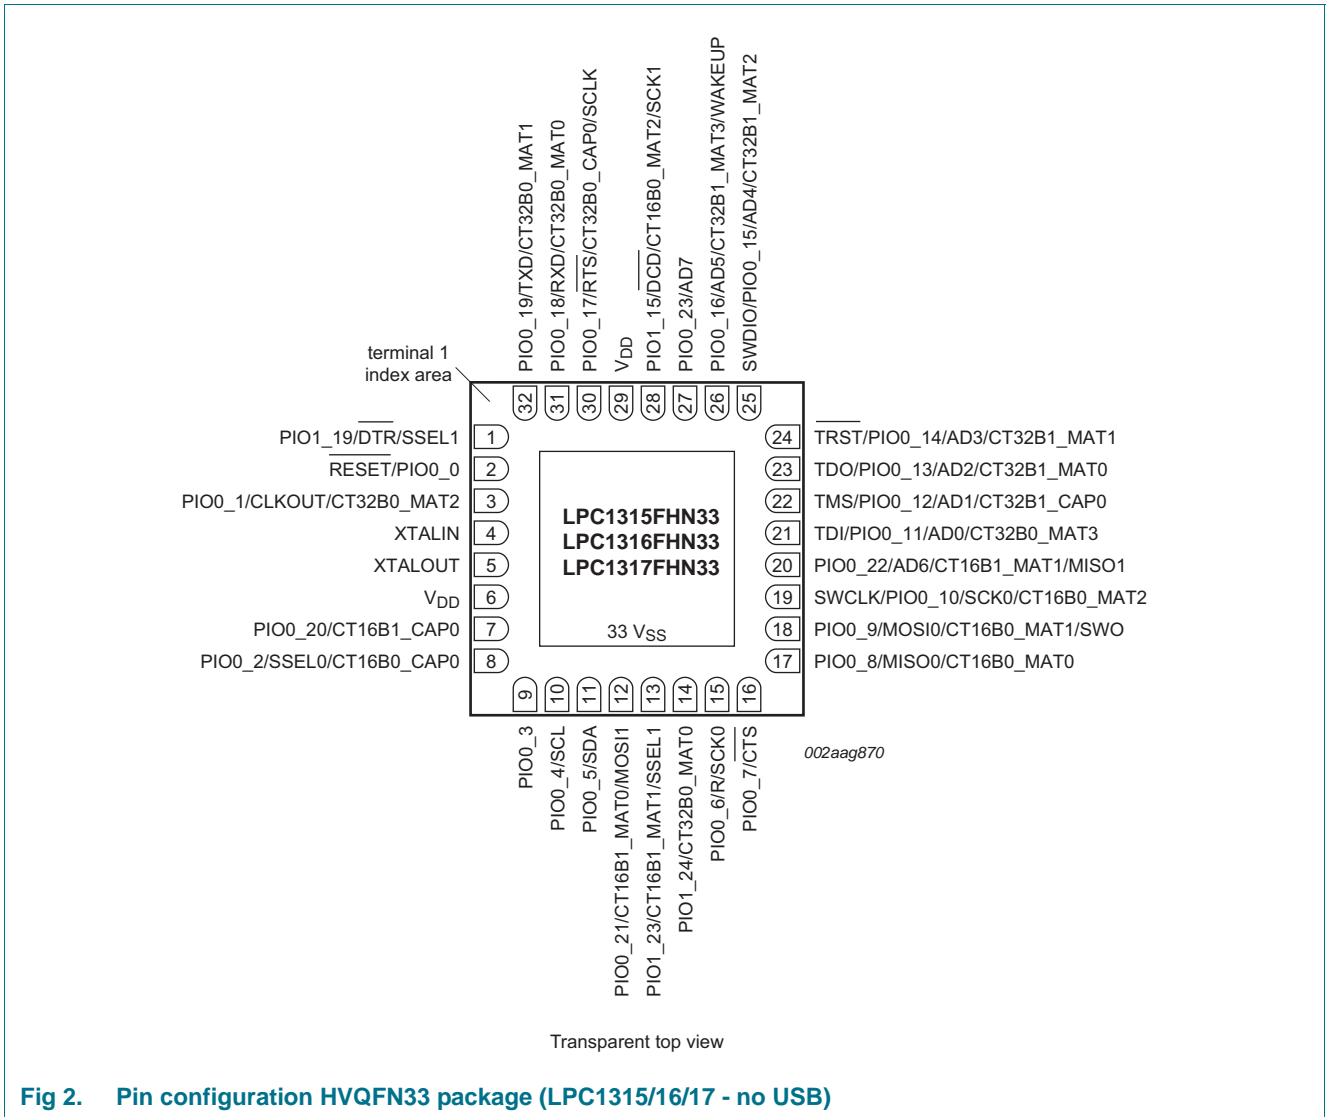 PIO0_19/TXD/CT32B0_MAT1
PIO0_18/RXD/CT32B0_MAT0
PIO0_17/RTS/CT32B0_CAP0/SCLK
VDD
PIO1_15/DCD/CT16B0_MAT2/SCK1
PIO0_23/AD7
PIO0_16/AD5/CT32B1_MAT3/WAKEUP
SWDIO/PIO0_15/AD4/CT32B1_MAT2
terminal 1
index area
32 31 30 29 28 27 26 25
PIO1_19/DTR/SSEL1 1
RESET/PIO0_0 2
PIO0_1/CLKOUT/CT32B0_MAT2 3
XTALIN 4
XTALOUT 5
VDD 6
PIO0_20/CT16B1_CAP0 7
PIO0_2/SSEL0/CT16B0_CAP0 8
LPC1315FHN33
LPC1316FHN33
LPC1317FHN33
33 VSS
24 TRST/PIO0_14/AD3/CT32B1_MAT1
23 TDO/PIO0_13/AD2/CT32B1_MAT0
22 TMS/PIO0_12/AD1/CT32B1_CAP0
21 TDI/PIO0_11/AD0/CT32B0_MAT3
20 PIO0_22/AD6/CT16B1_MAT1/MISO1
19 SWCLK/PIO0_10/SCK0/CT16B0_MAT2
18 PIO0_9/MOSI0/CT16B0_MAT1/SWO
17 PIO0_8/MISO0/CT16B0_MAT0
9 10 11 12 13 14 15 16
PIO0_3
PIO0_4/SCL
PIO0_5/SDA
PIO0_21/CT16B1_MAT0/MOSI1
PIO1_23/CT16B1_MAT1/SSEL1
PIO1_24/CT32B0_MAT0
PIO0_6/R/SCK0
PIO0_7/CTS
002aag870
Transparent top view
Fig 2. Pin configuration HVQFN33 package (LPC1315/16/17 - no USB)